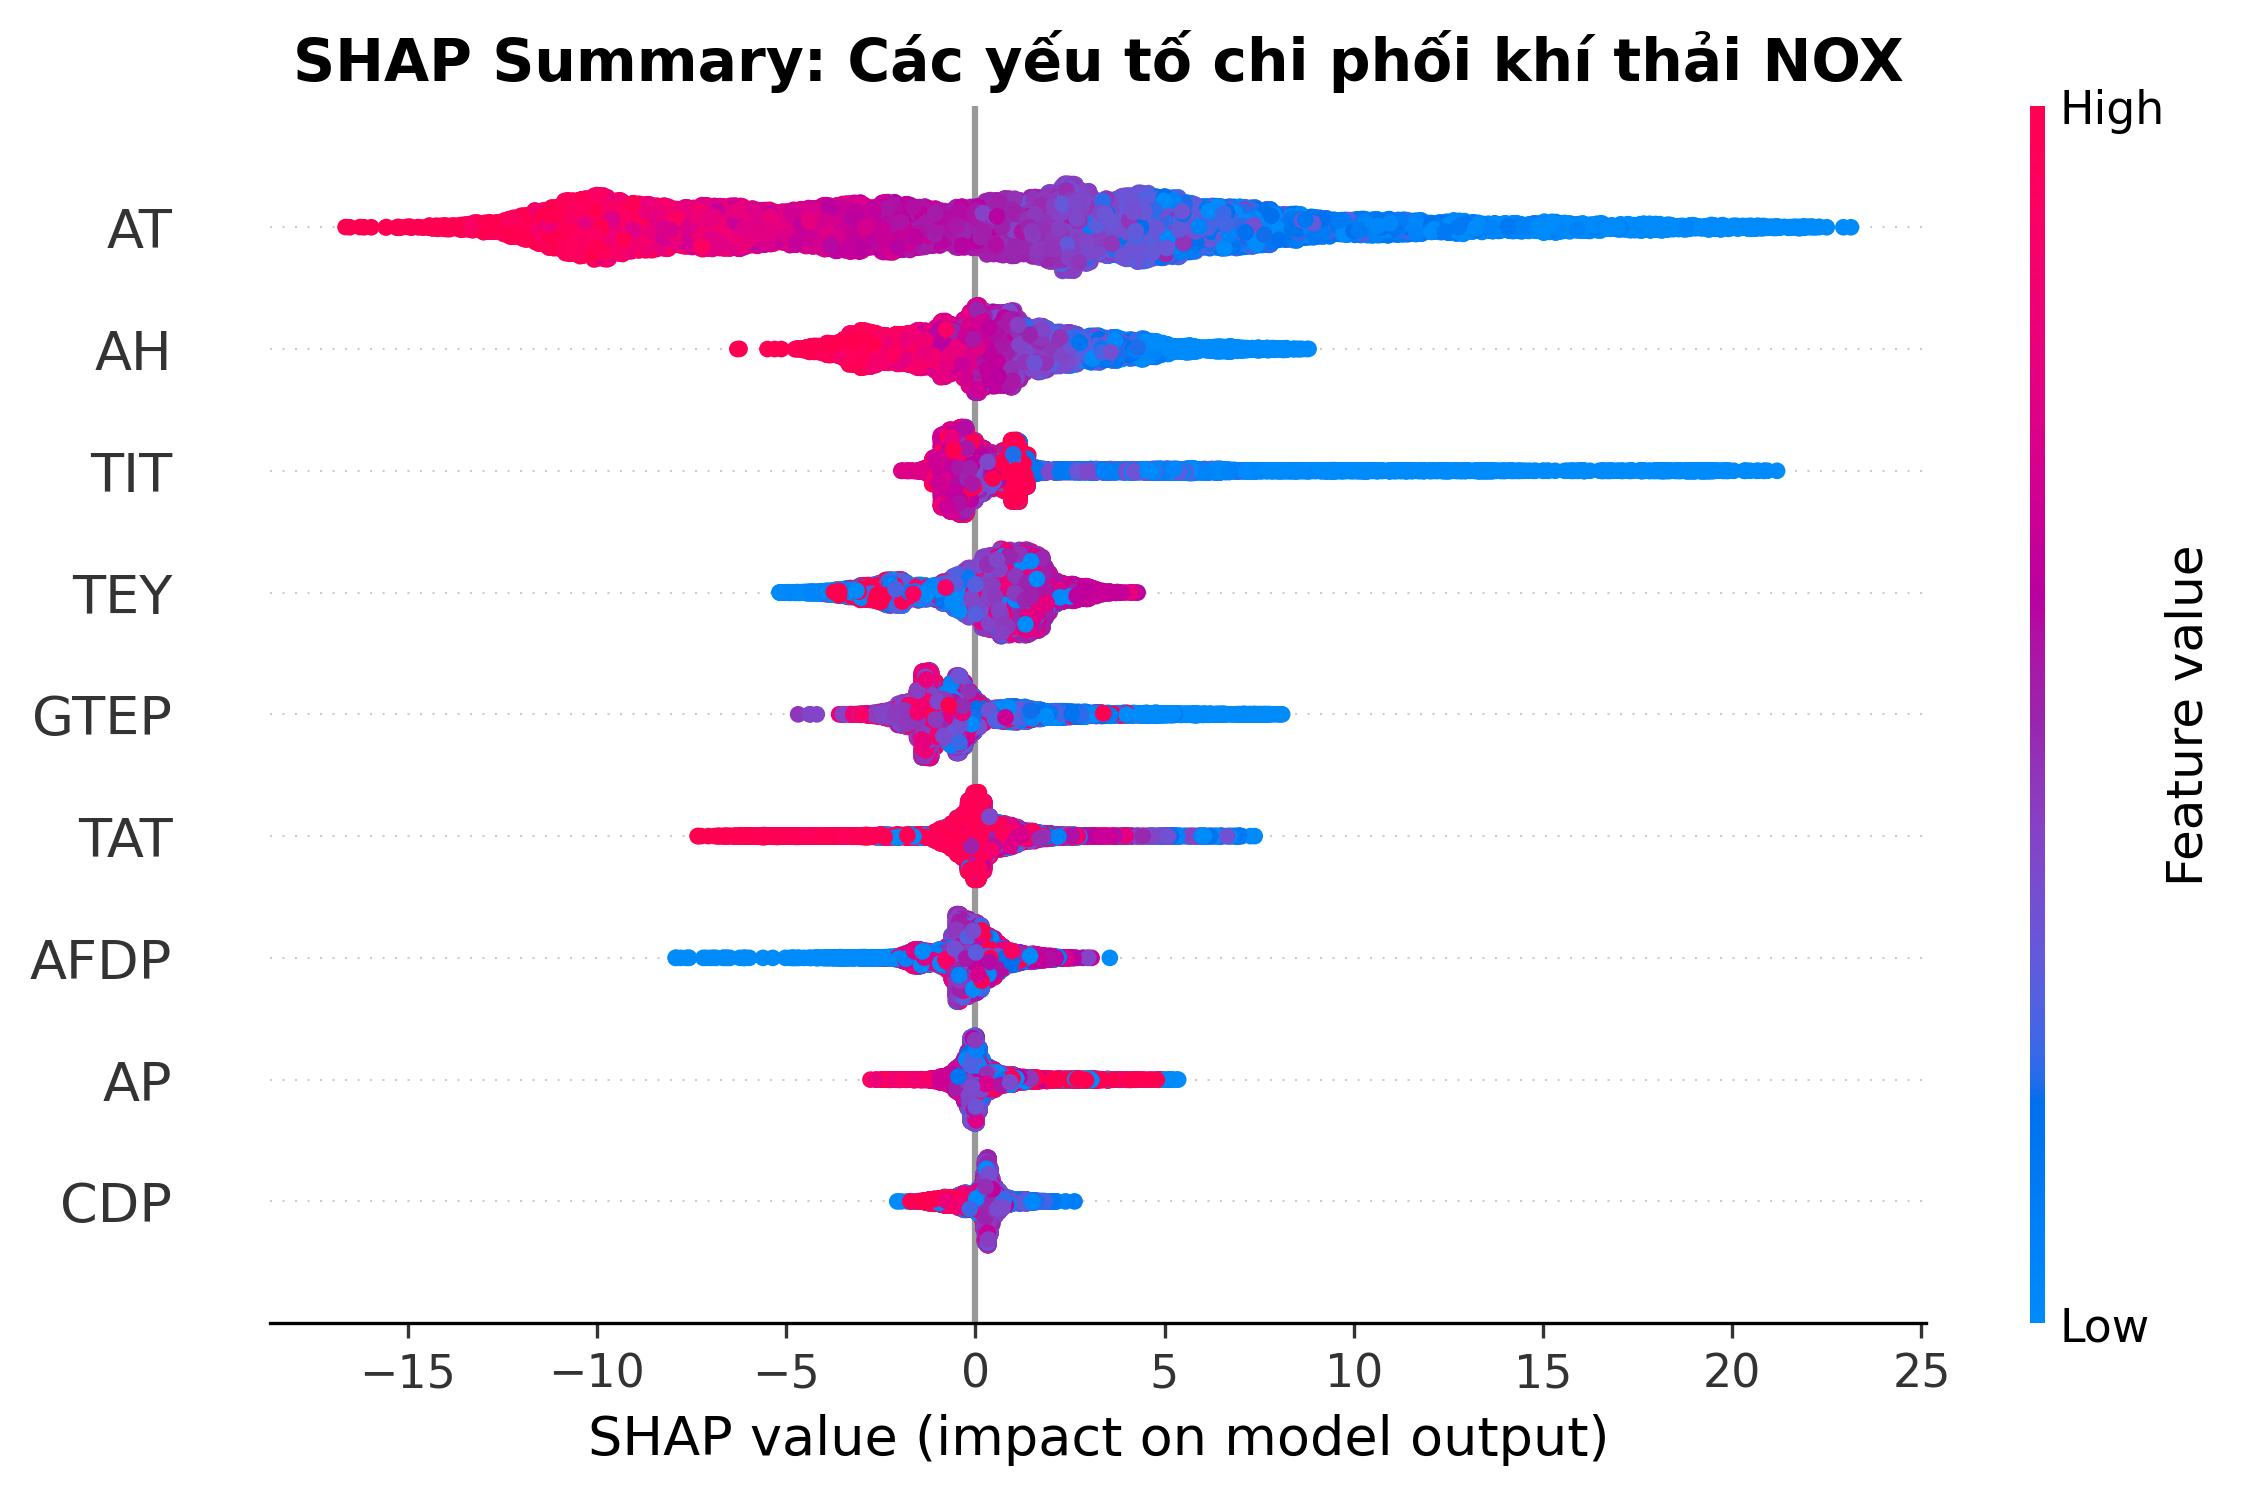 SHAP Summary: Các yếu tố chi phối khí thải NOX
High
AT
AH
TIT
TEY
GTEP
TAT
AFDP
AP
CDP
Feature value
Low
−15 −10 −5 0 5 10 15 20 25
SHAP value (impact on model output)